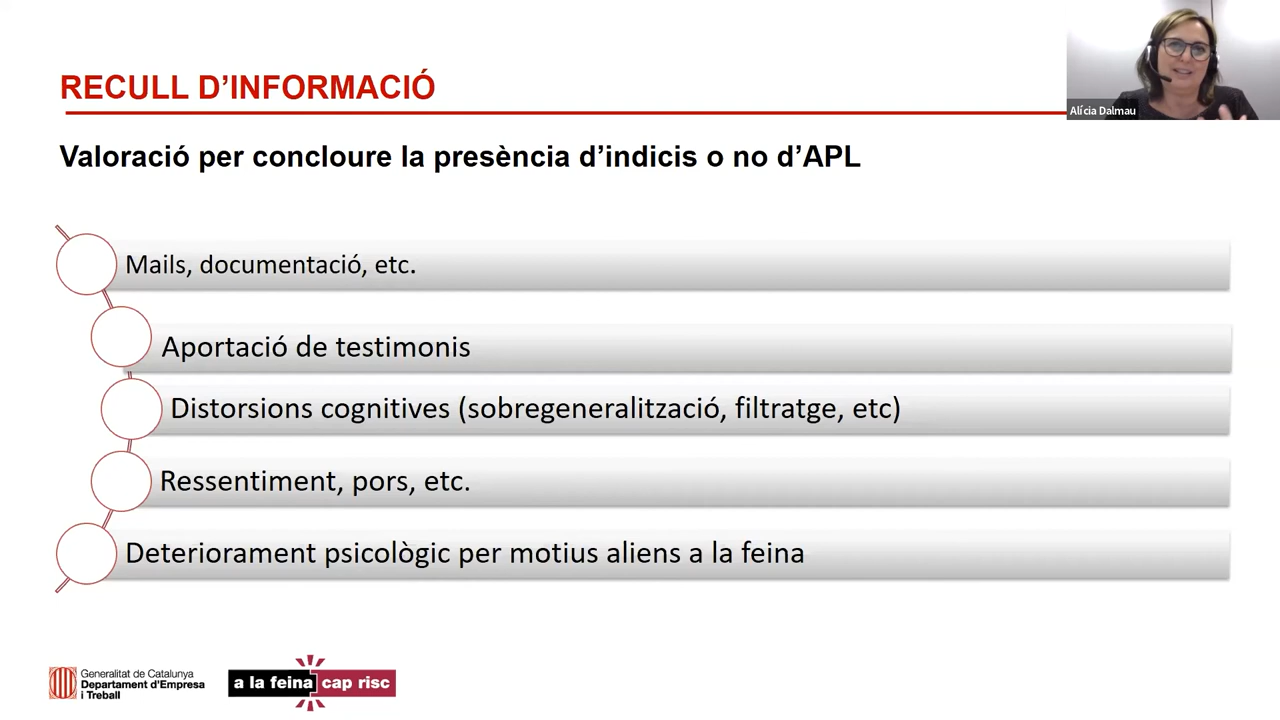 RECULL D’INFORMACIÓ
Alícia Dalmau
Valoració per concloure la presència d’indicis o no d’APL
Mails, documentació, etc.
Aportació de testimonis
Distorsions cognitives (sobregeneralització, filtratge, etc)
Ressentiment, pors, etc.
Deteriorament psicològic per motius aliens a la feina
Generalitat de Catalunya
Departament d'Empresa
i Treball
a la feina cap risc